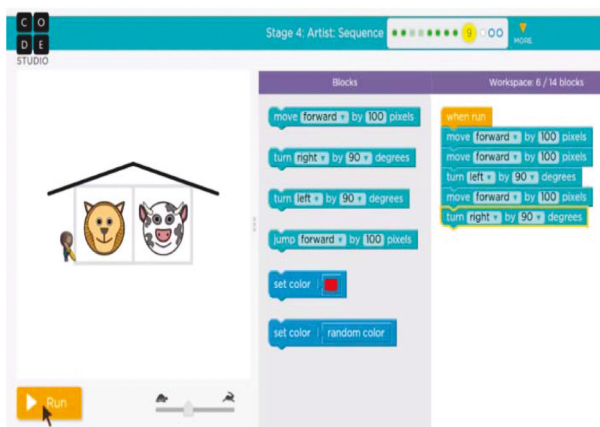 CO
DE
STUDIO
Stage 4: Artist: Sequence
9
MORE
Blocks
Workspace: 6 / 14 blocks
move forward by 100 pixels
turn right by 90 degrees
turn left by 90 degrees
jump forward by 100 pixels
set color
set color random color
when run
move forward by 100 pixels
move forward by 100 pixels
turn left by 90 degrees
move forward by 100 pixels
turn right by 90 degrees
Run